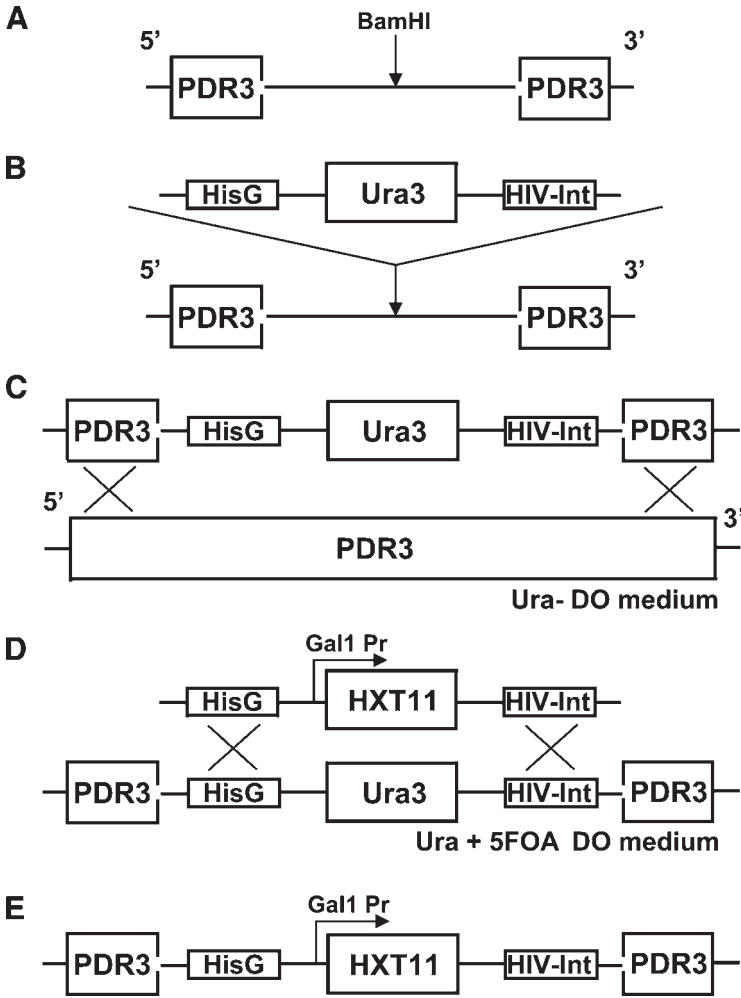 A
BamHI
5’ 3’
PDR3 PDR3
B
HisG Ura3 HIV-Int
5’ 3’
PDR3 PDR3
C
PDR3 HisG Ura3 HIV-Int PDR3
5’ 3’
PDR3
Ura- DO medium
D
Gal1 Pr
HisG HXT11 HIV-Int
PDR3 HisG Ura3 HIV-Int PDR3
Ura + 5FOA DO medium
E
Gal1 Pr
PDR3 HisG HXT11 HIV-Int PDR3